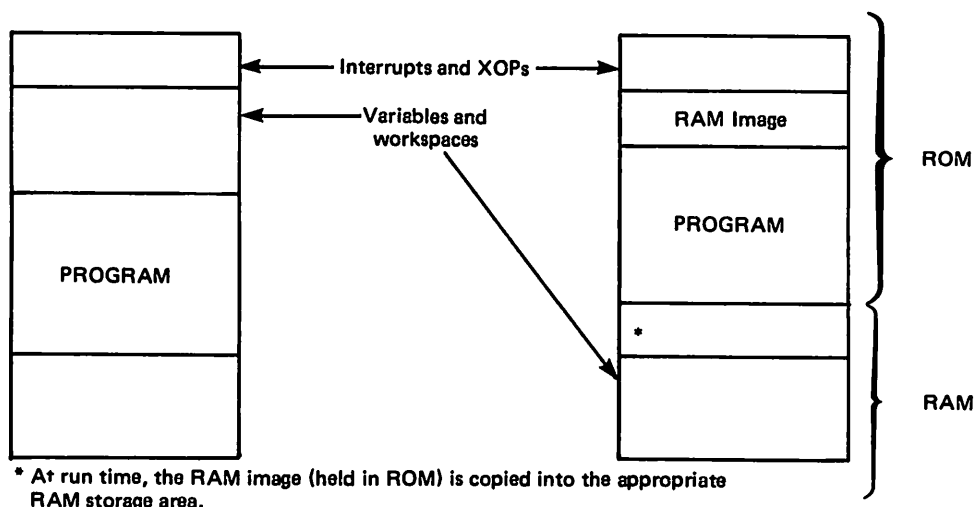 Interrupts and XOPs
Variables and
workspaces
RAM Image
ROM
PROGRAM
PROGRAM
*
RAM
* At run time, the RAM image (held in ROM) is copied into the appropriate
RAM storage area.